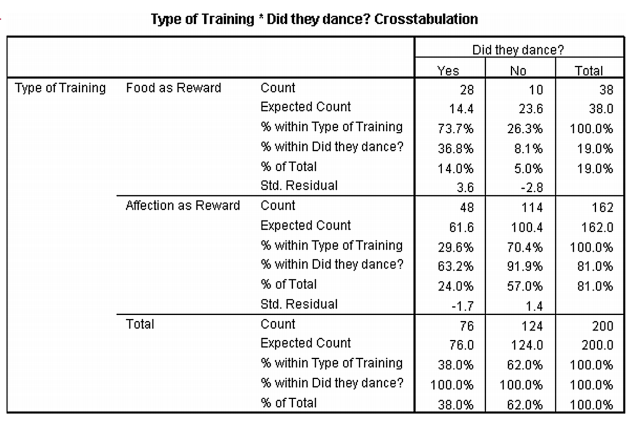 Type of Training * Did they dance? Crosstabulation
Did they dance?
Yes No Total
Type of Training Food as Reward Count 28 10 38
Expected Count 14.4 23.6 38.0
% within Type of Training 73.7% 26.3% 100.0%
% within Did they dance? 36.8% 8.1% 19.0%
% of Total 14.0% 5.0% 19.0%
Std. Residual 3.6 -2.8
Affection as Reward Count 48 114 162
Expected Count 61.6 100.4 162.0
% within Type of Training 29.6% 70.4% 100.0%
% within Did they dance? 63.2% 91.9% 81.0%
% of Total 24.0% 57.0% 81.0%
Std. Residual -1.7 1.4
Total Count 76 124 200
Expected Count 76.0 124.0 200.0
% within Type of Training 38.0% 62.0% 100.0%
% within Did they dance? 100.0% 100.0% 100.0%
% of Total 38.0% 62.0% 100.0%